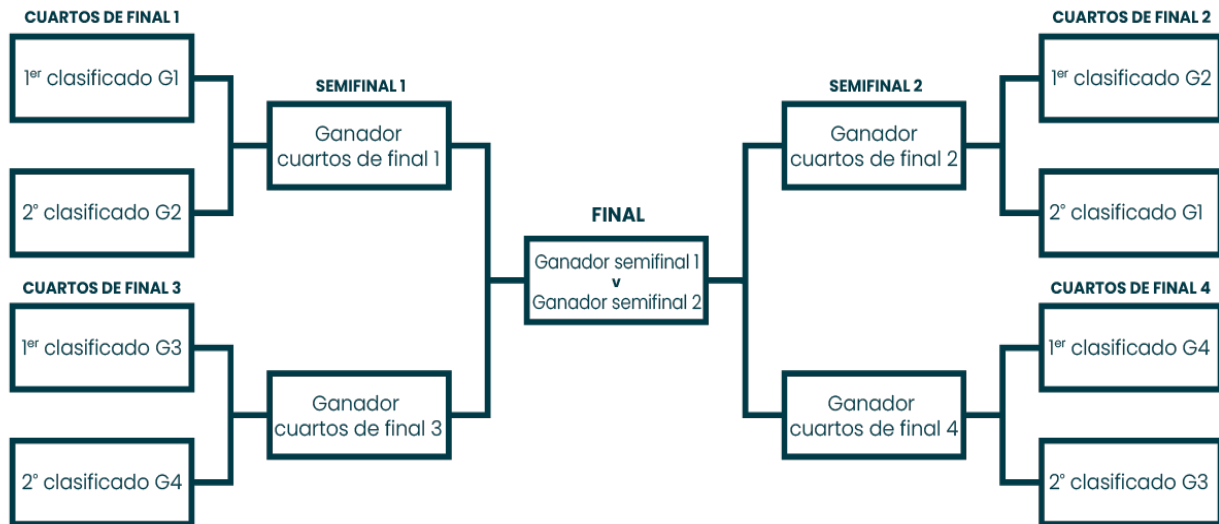 CUARTOS DE FINAL 1
1er clasificado G1
2° clasificado G2
SEMIFINAL 1
Ganador
cuartos de final 1
CUARTOS DE FINAL 3
1er clasificado G3
2° clasificado G4
Ganador
cuartos de final 3
FINAL
Ganador semifinal 1
v
Ganador semifinal 2
SEMIFINAL 2
Ganador
cuartos de final 2
Ganador
cuartos de final 4
CUARTOS DE FINAL 2
1er clasificado G2
2° clasificado G1
CUARTOS DE FINAL 4
1er clasificado G4
2° clasificado G3